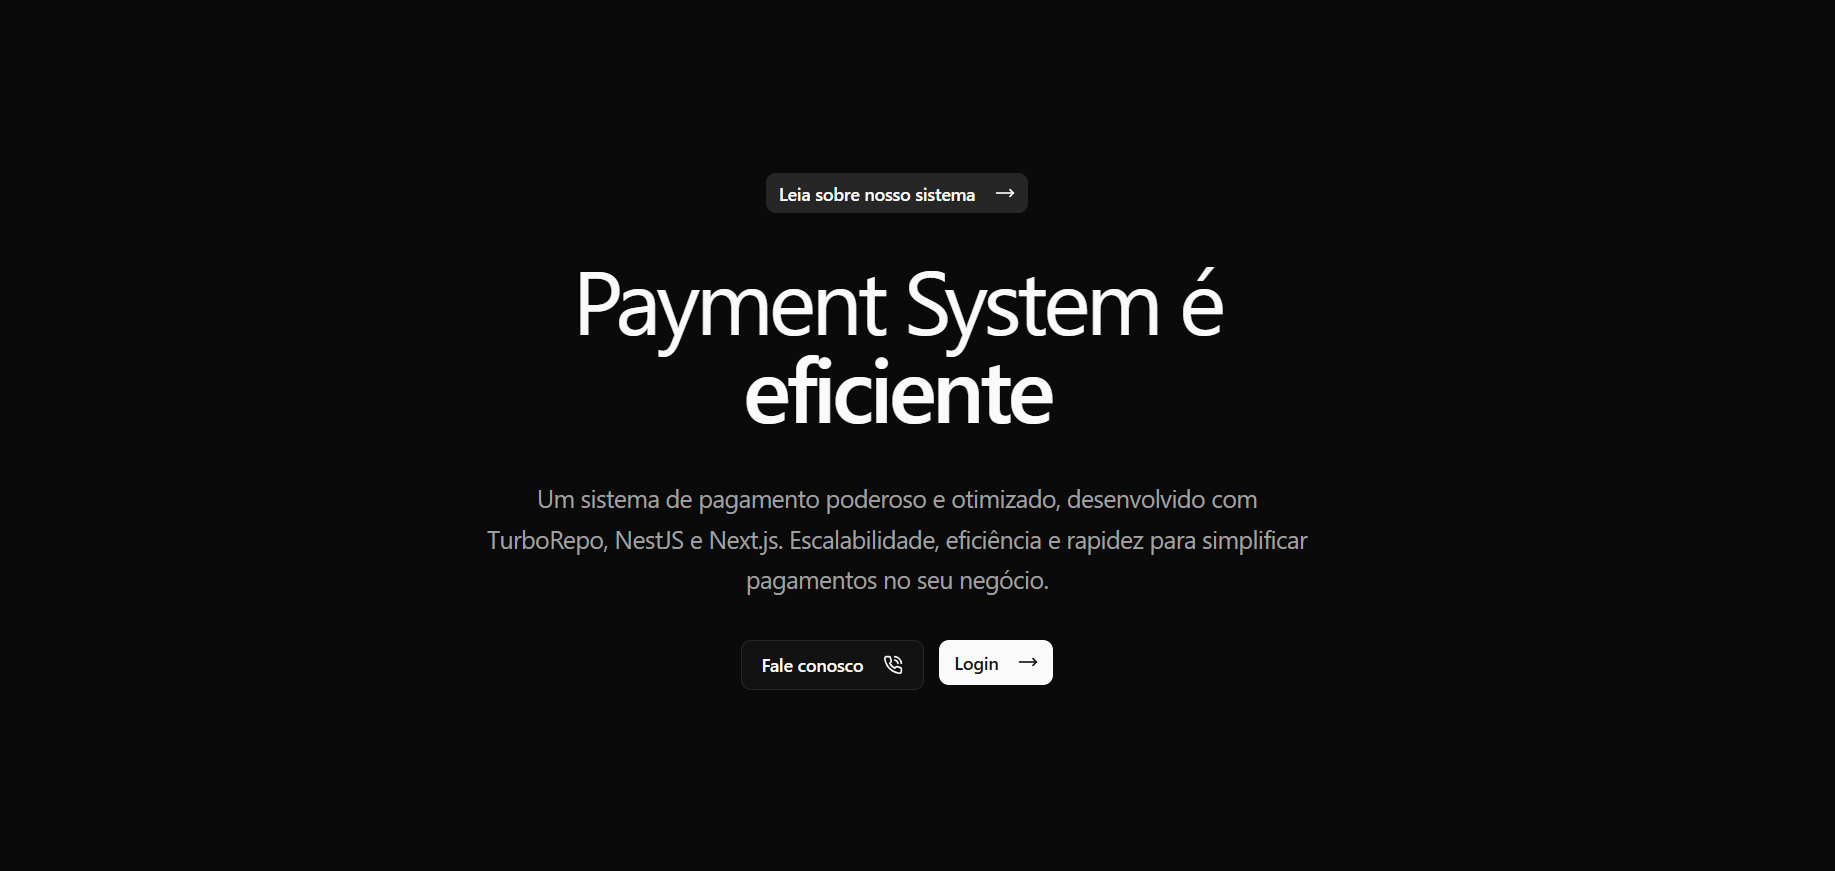 Leia sobre nosso sistema
Payment System é
eficiente
Um sistema de pagamento poderoso e otimizado, desenvolvido com
TurboRepo, NestJS e Next.js. Escalabilidade, eficiência e rapidez para simplificar
pagamentos no seu negócio.
Fale conosco
Login